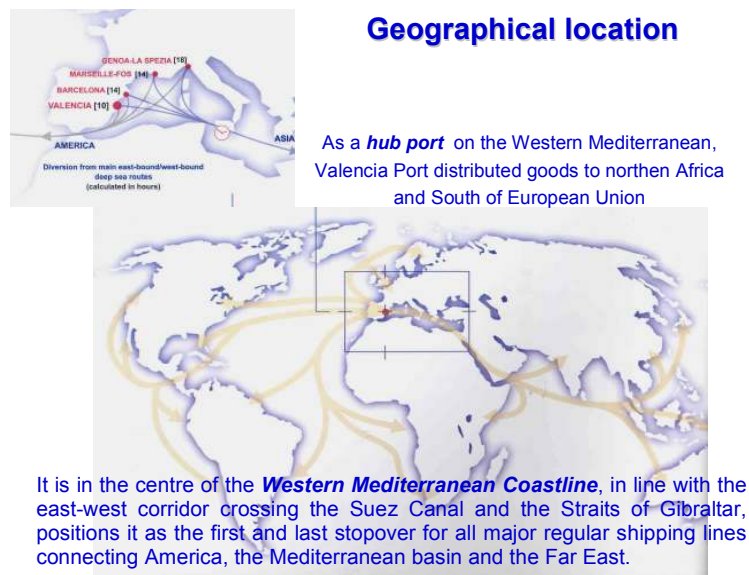 Geographical location
GENOA-LA SPEZIA [18]
MARSEILLE-FOS [14]
BARCELONA [14]
VALENCIA [10]
AMERICA
ASIA
Diversion from main east-bound/west-bound
deep sea routes
(calculated in hours)
As a hub port on the Western Mediterranean,
Valencia Port distributed goods to northen Africa
and South of European Union
It is in the centre of the Western Mediterranean Coastline, in line with the
east-west corridor crossing the Suez Canal and the Straits of Gibraltar,
positions it as the first and last stopover for all major regular shipping lines
connecting America, the Mediterranean basin and the Far East.